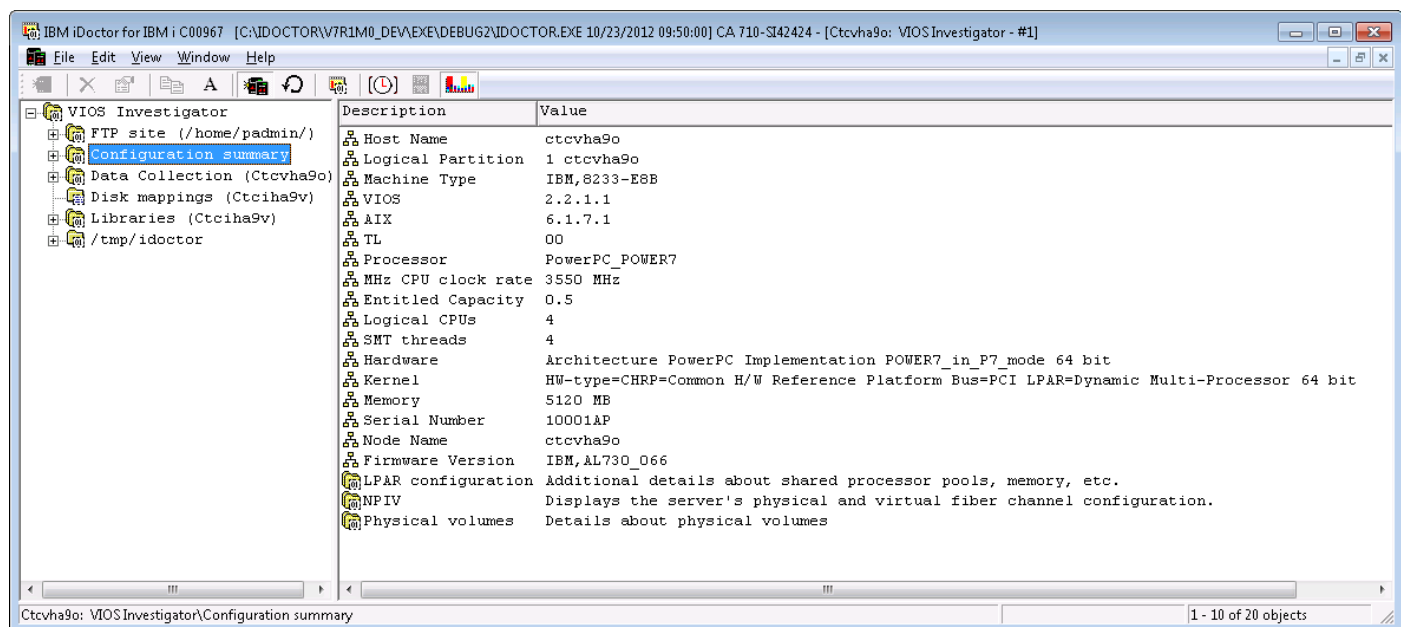 IBM iDoctor for IBM i C00967 [C:\IDOCTOR\V7R1M0_DEV\EXE\DEBUG2\IDOCTOR.EXE 10/23/2012 09:50:00] CA 710-SI42424 - [Ctcvha9o: VIOS Investigator - #1]
File Edit View Window Help
A
VIOS Investigator
FTP site (/home/padmin/)
Configuration summary
Data Collection (Ctcvha9o)
Disk mappings (Ctciha9v)
Libraries (Ctciha9v)
/tmp/idoctor
Description Value
Host Name ctcvha9o
Logical Partition 1 ctcvha9o
Machine Type IBM,8233-E8B
VIOS 2.2.1.1
AIX 6.1.7.1
TL 00
Processor PowerPC_POWER7
MHz CPU clock rate 3550 MHz
Entitled Capacity 0.5
Logical CPUs 4
SMT threads 4
Hardware Architecture PowerPC Implementation POWER7_in_P7_mode 64 bit
Kernel HW-type=CHRP=Common H/W Reference Platform Bus=PCI LPAR=Dynamic Multi-Processor 64 bit
Memory 5120 MB
Serial Number 10001AP
Node Name ctcvha9o
Firmware Version IBM,AL730_066
LPAR configuration Additional details about shared processor pools, memory, etc.
NPIV Displays the server's physical and virtual fiber channel configuration.
Physical volumes Details about physical volumes
Ctcvha9o: VIOS Investigator\Configuration summary
1 - 10 of 20 objects